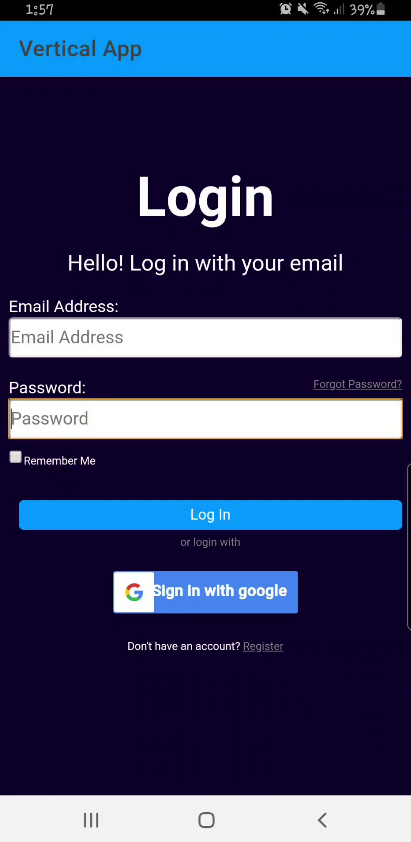 1:57 39%
Vertical App
Login
Hello! Log in with your email
Email Address:
Email Address
Password: Forgot Password?
Password
Remember Me
Log In
or login with
Sign in with google
Don't have an account? Register